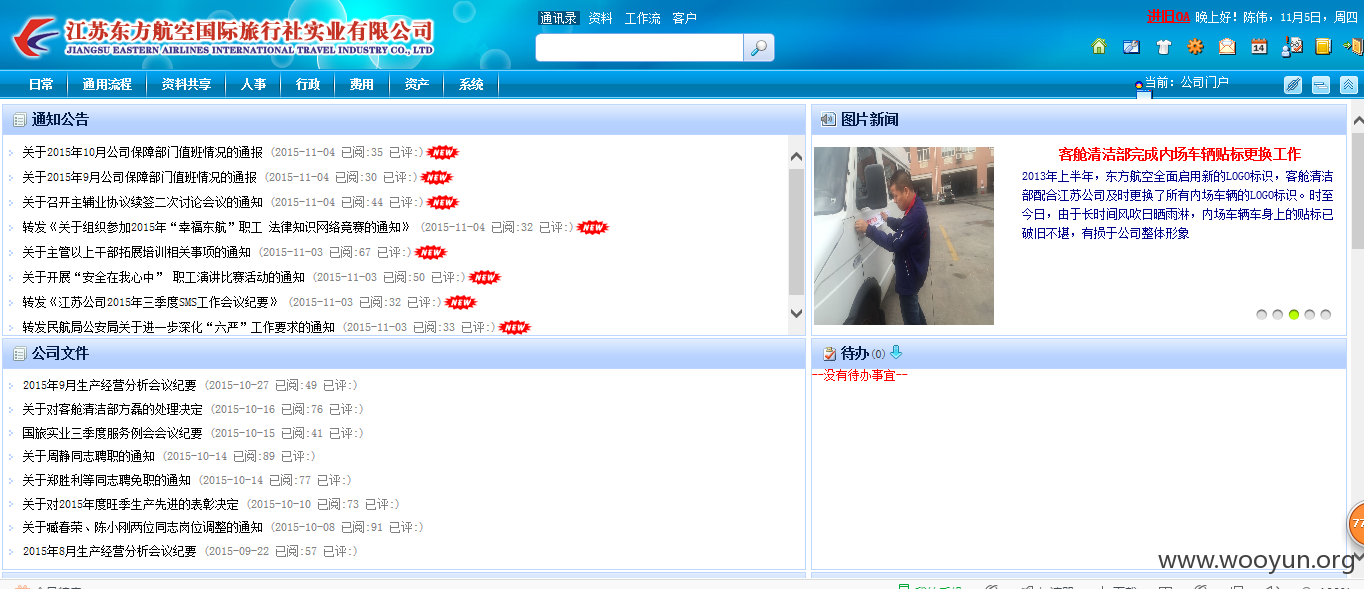 江苏东方航空国际旅行社实业有限公司
JIANGSU EASTERN AIRLINES INTERNATIONAL TRAVEL INDUSTRY CO., LTD
通讯录 资料 工作流 客户
进旧OA 晚上好！陈伟，11月5日，周四
14
日常 通用流程 资料共享 人事 行政 费用 资产 系统
当前：公司门户
通知公告
关于2015年10月公司保障部门值班情况的通报 (2015-11-04 已阅:35 已评:) NEW
关于2015年9月公司保障部门值班情况的通报 (2015-11-04 已阅:30 已评:) NEW
关于召开主辅业协议续签二次讨论会议的通知 (2015-11-04 已阅:44 已评:) NEW
转发《关于组织参加2015年“幸福东航”职工 法律知识网络竞赛的通知》 (2015-11-04 已阅:32 已评:) NEW
关于主管以上干部拓展培训相关事项的通知 (2015-11-03 已阅:67 已评:) NEW
关于开展“安全在我心中” 职工演讲比赛活动的通知 (2015-11-03 已阅:50 已评:) NEW
转发《江苏公司2015年三季度SMS工作会议纪要》 (2015-11-03 已阅:32 已评:) NEW
转发民航局公安局关于进一步深化“六严”工作要求的通知 (2015-11-03 已阅:33 已评:) NEW
图片新闻
客舱清洁部完成内场车辆贴标更换工作
2013年上半年，东方航空全面启用新的LOGO标识，客舱清洁
部配合江苏公司及时更换了所有内场车辆的LOGO标识。时至
今日，由于长时间风吹日晒雨淋，内场车辆车身上的贴标已
破旧不堪，有损于公司整体形象
公司文件
2015年9月生产经营分析会议纪要 (2015-10-27 已阅:49 已评:)
关于对客舱清洁部方磊的处理决定 (2015-10-16 已阅:76 已评:)
国旅实业三季度服务例会会议纪要 (2015-10-15 已阅:41 已评:)
关于周静同志聘职的通知 (2015-10-14 已阅:89 已评:)
关于郑胜利等同志聘免职的通知 (2015-10-14 已阅:77 已评:)
关于对2015年度旺季生产先进的表彰决定 (2015-10-10 已阅:73 已评:)
关于臧春荣、陈小刚两位同志岗位调整的通知 (2015-10-08 已阅:91 已评:)
2015年8月生产经营分析会议纪要 (2015-09-22 已阅:57 已评:)
待办(0)
--没有待办事宜--
77
www.wooyun.org